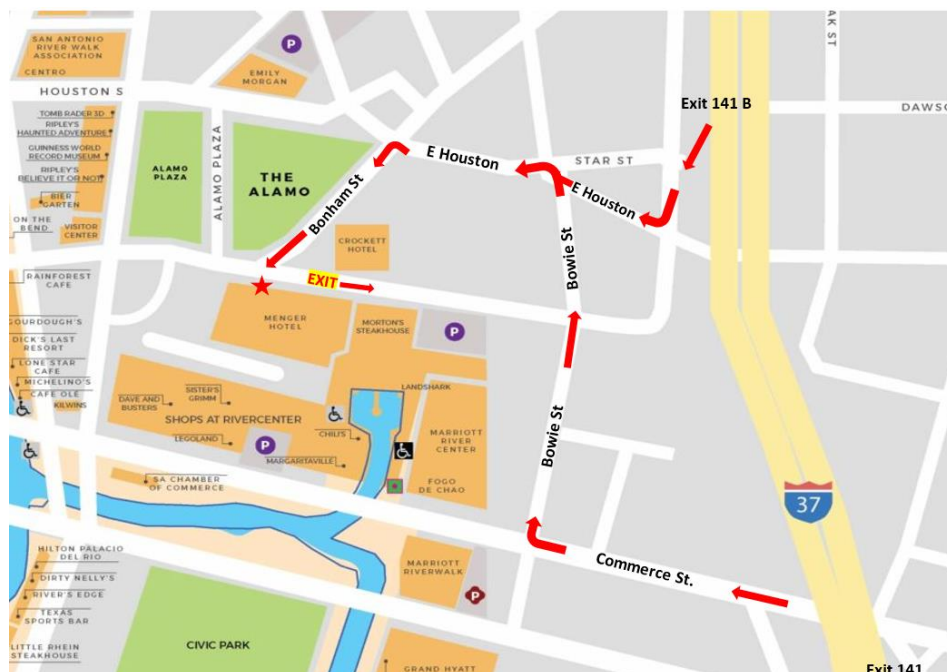 SAN ANTONIO
RIVER WALK
ASSOCIATION
CENTRO
HOUSTON S
TOMB RADER 3D
RIPLEY'S
HAUNTED ADVENTURE
GUINNESS WORLD
RECORD MUSEUM
RIPLEY'S
BELIEVE IT OR NOT!
BIER
GARTEN
ON THE
BEND
VISITOR
CENTER
RAINFOREST
CAFE
GOURDOUGH'S
DICK'S LAST
RESORT
LONE STAR
CAFE
MICHELINO'S
CAFE OLE
KILWINS
P
EMILY
MORGAN
ALAMO
PLAZA
ALAMO PLAZA
THE
ALAMO
Bonham St
E Houston
STAR ST
E Houston
Exit 141 B
OAK ST
DAWSO
CROCKETT
HOTEL
EXIT
Bowie St
MENGER
HOTEL
MORTON'S
STEAKHOUSE
P
DAVE AND
BUSTERS
SISTER'S
GRIMM
SHOPS AT RIVERCENTER
LEGOLAND
P
CHILI'S
MARGARITAVILLE
LANDSHARK
MARRIOTT
RIVER
CENTER
FOGO
DE CHAO
Bowie St
37
SA CHAMBER
OF COMMERCE
Commerce St.
HILTON PALACIO
DEL RIO
DIRTY NELLY'S
RIVER'S EDGE
TEXAS
SPORTS BAR
LITTLE RHEIN
STEAKHOUSE
CIVIC PARK
MARRIOTT
RIVERWALK
P
GRAND HYATT
Exit 141